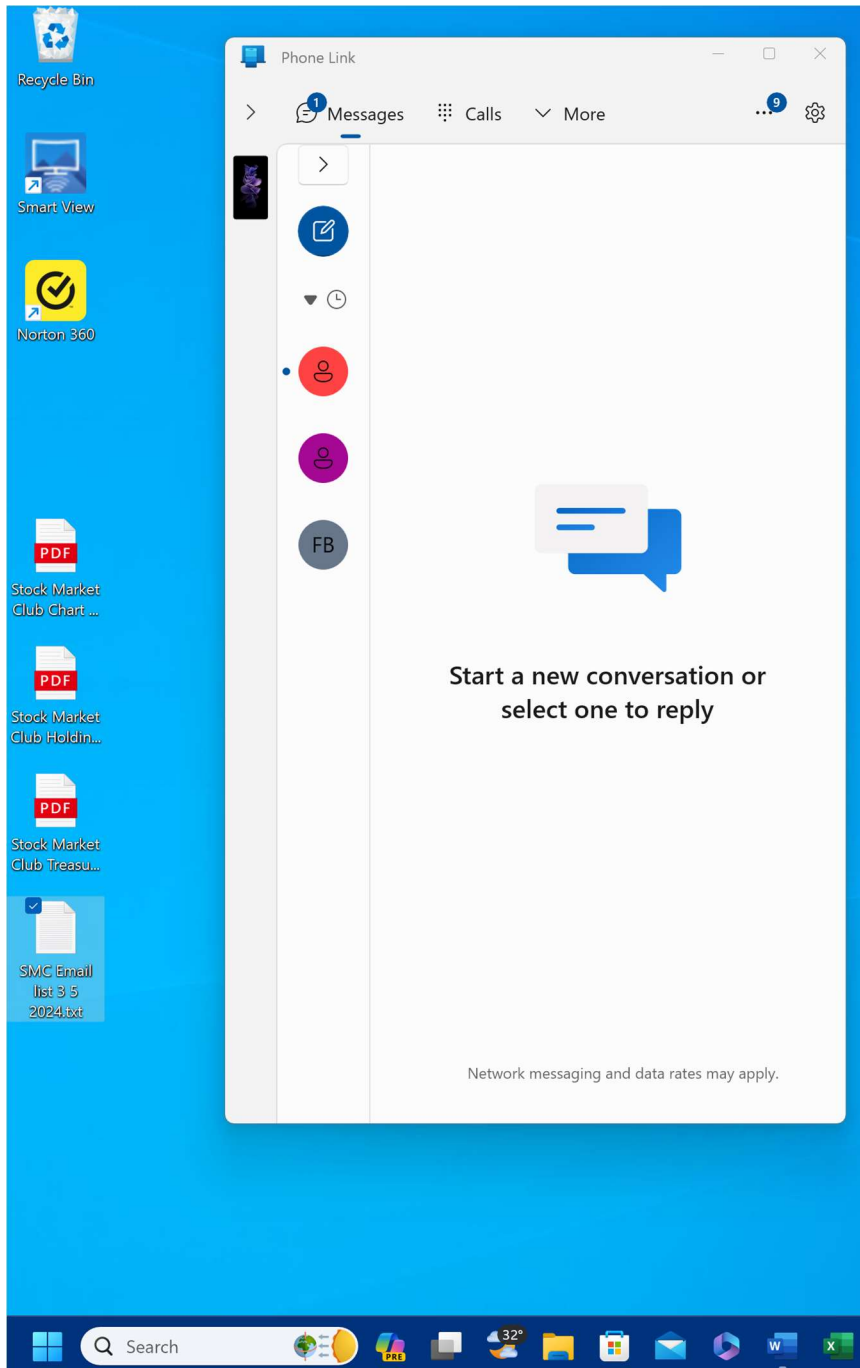 Recycle Bin
Smart View
Norton 360
PDF
Stock Market
Club Chart ...
PDF
Stock Market
Club Holdin...
PDF
Stock Market
Club Treasu...
SMC Email
list 3 5
2024.txt
Phone Link
1
Messages
Calls
More
9
FB
Start a new conversation or
select one to reply
Network messaging and data rates may apply.
Search
PRE
32°
W
X